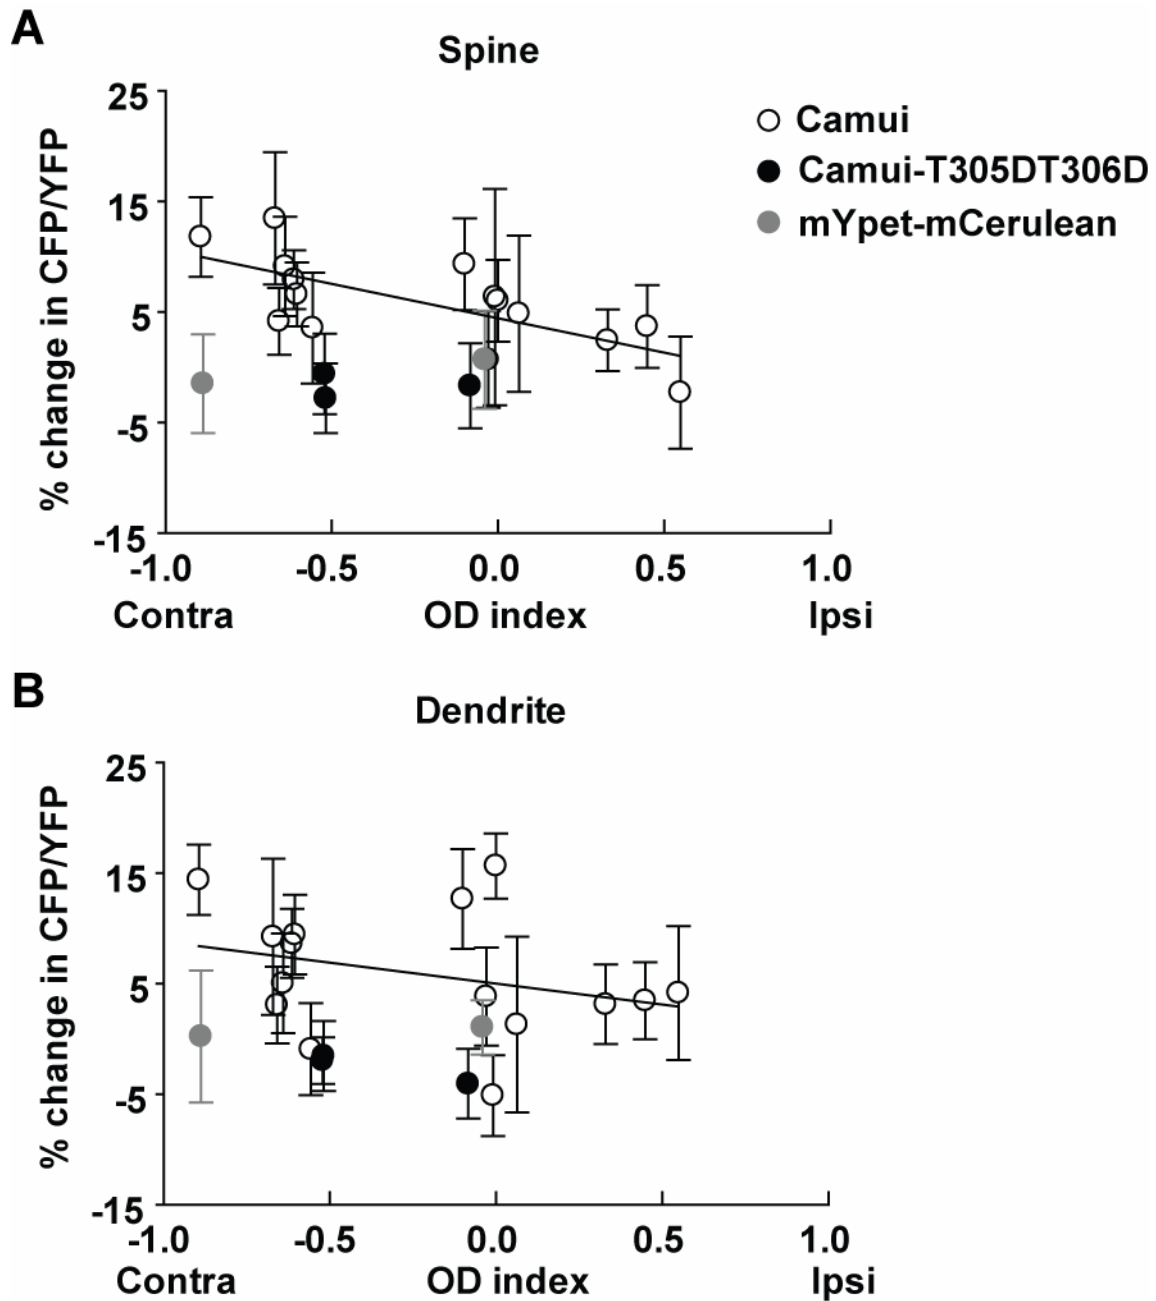 A
Spine
25
15
5
-5
-15
% change in CFP/YFP
Camui
Camui-T305DT306D
mYpet-mCerulean
-1.0 -0.5 0.0 0.5 1.0
Contra OD index Ipsi
B
Dendrite
25
15
5
-5
-15
% change in CFP/YFP
-1.0 -0.5 0.0 0.5 1.0
Contra OD index Ipsi